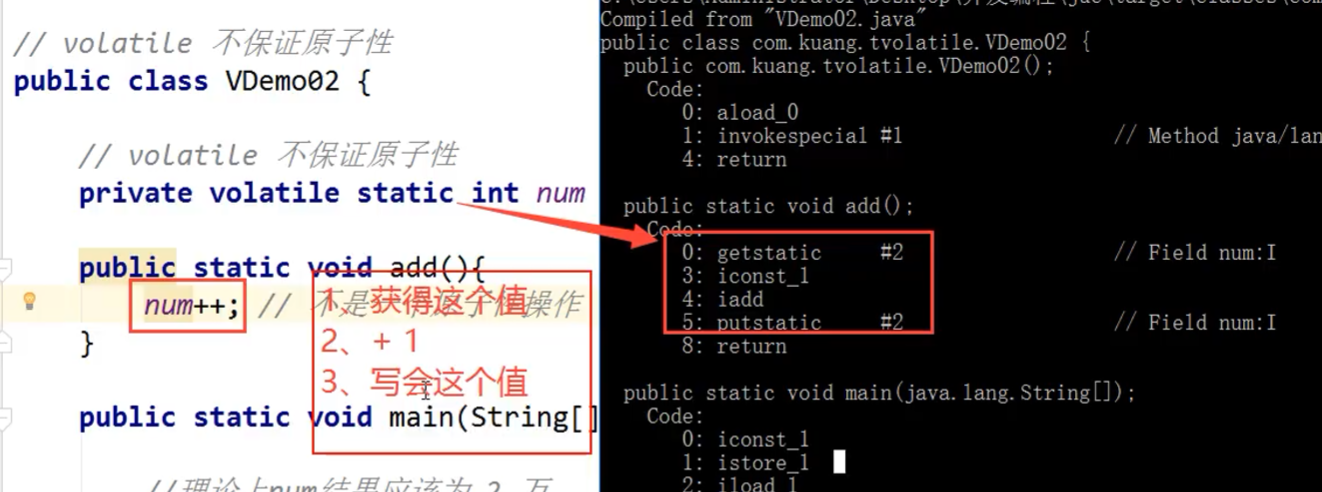 // volatile 不保证原子性
public class VDemo02 {
// volatile 不保证原子性
private volatile static int num
public static void add(){
num++; // 不是一个原子性操作
}
public static void main(String[]
//理论上num结果应该为 2 万
1、获得这个值
2、+ 1
3、写会这个值
Compiled from "VDemo02.java"
public class com.kuang.tvolatile.VDemo02 {
public com.kuang.tvolatile.VDemo02();
Code:
0: aload_0
1: invokespecial #1 // Method java/lan
4: return
public static void add();
Code:
0: getstatic #2 // Field num:I
3: iconst_1
4: iadd
5: putstatic #2 // Field num:I
8: return
public static void main(java.lang.String[]);
Code:
0: iconst_1
1: istore_1
2: iload_1